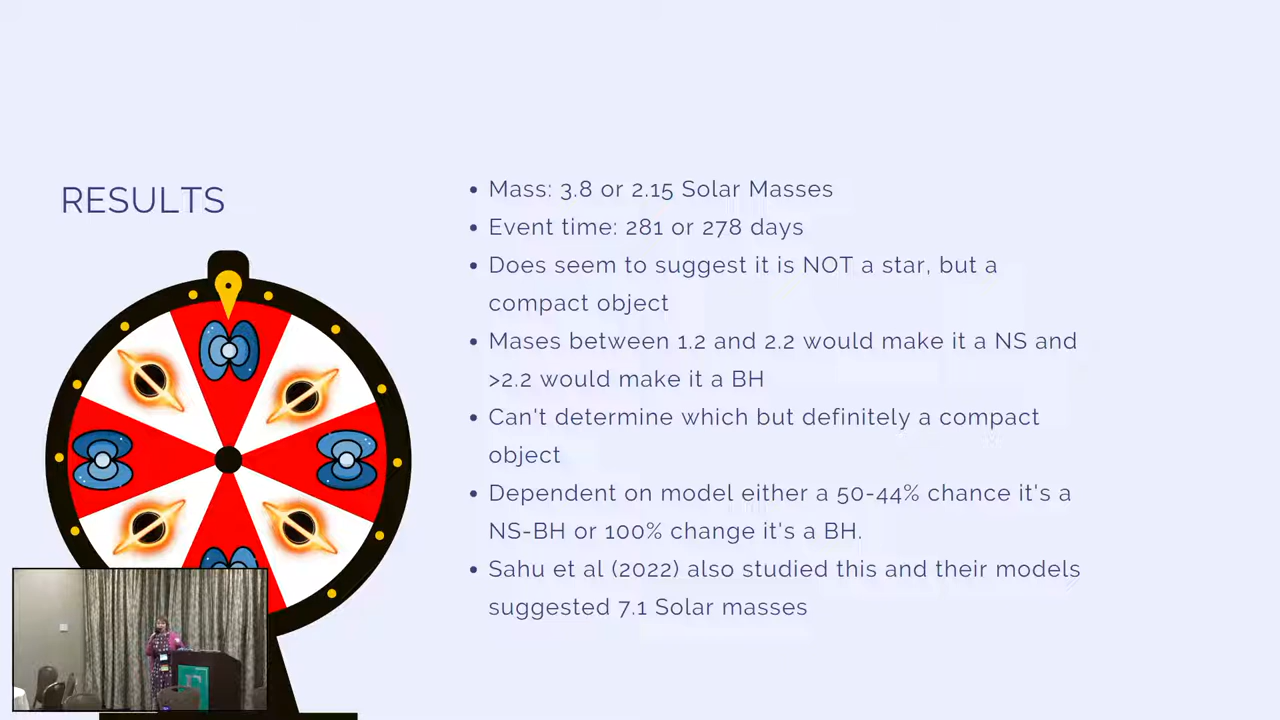 RESULTS
Mass: 3.8 or 2.15 Solar Masses
Event time: 281 or 278 days
Does seem to suggest it is NOT a star, but a
compact object
Mases between 1.2 and 2.2 would make it a NS and
>2.2 would make it a BH
Can't determine which but definitely a compact
object
Dependent on model either a 50-44% chance it's a
NS-BH or 100% change it's a BH.
Sahu et al (2022) also studied this and their models
suggested 7.1 Solar masses